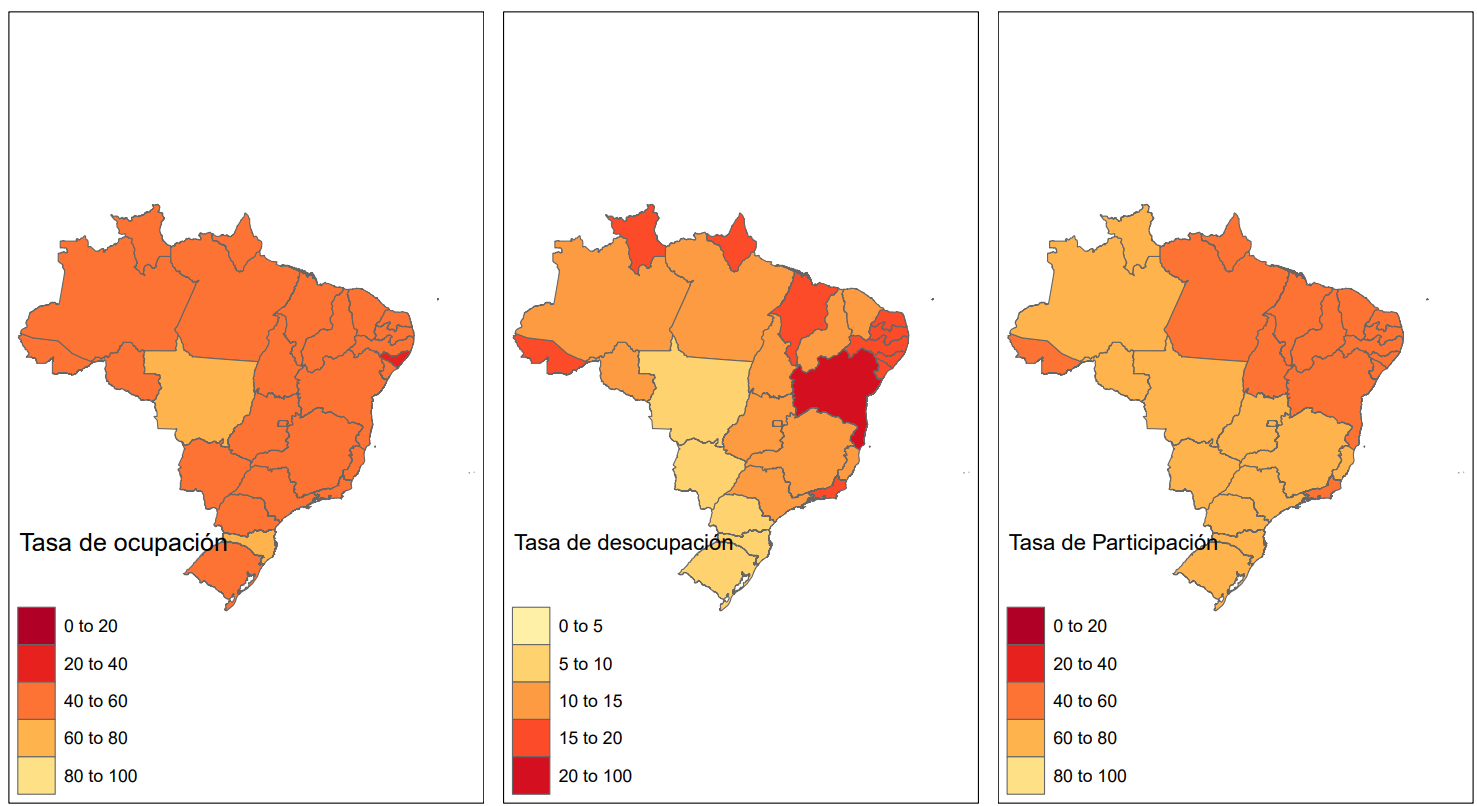 Tasa de ocupación
0 to 20
20 to 40
40 to 60
60 to 80
80 to 100
Tasa de desocupación
0 to 5
5 to 10
10 to 15
15 to 20
20 to 100
Tasa de Participación
0 to 20
20 to 40
40 to 60
60 to 80
80 to 100